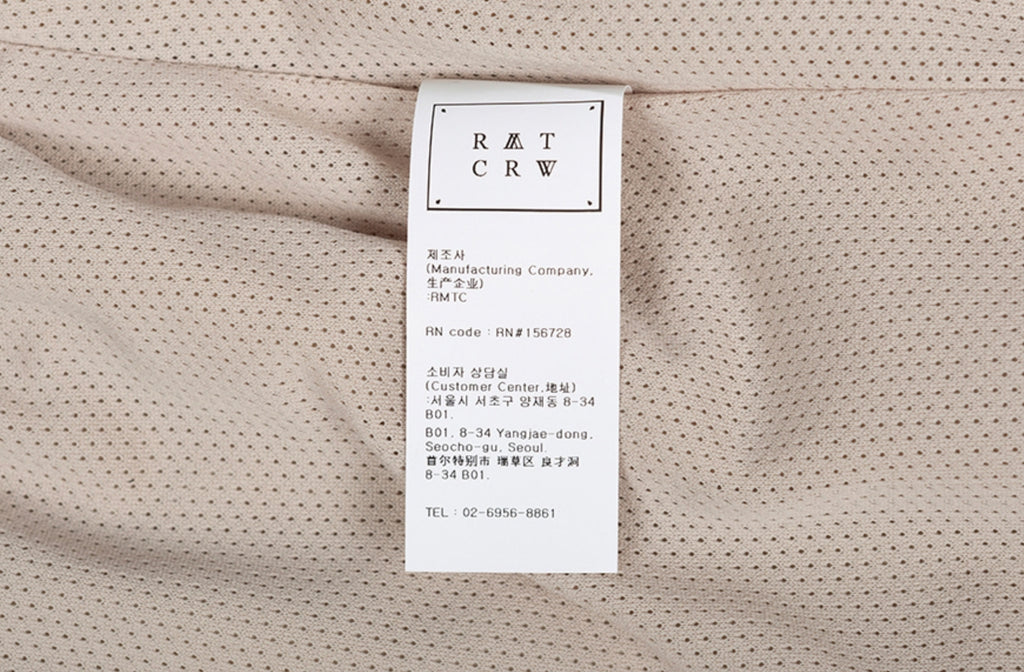 R M T
C R W
제조사
(Manufacturing Company,
生产企业)
:RMTC
RN code : RN#156728
소비자 상담실
(Customer Center,地址)
:서울시 서초구 양재동 8-34
B01.
B01, 8-34 Yangjae-dong,
Seocho-gu, Seoul.
首尔特别市 瑞草区 良才洞
8-34 B01.
TEL : 02-6956-8861